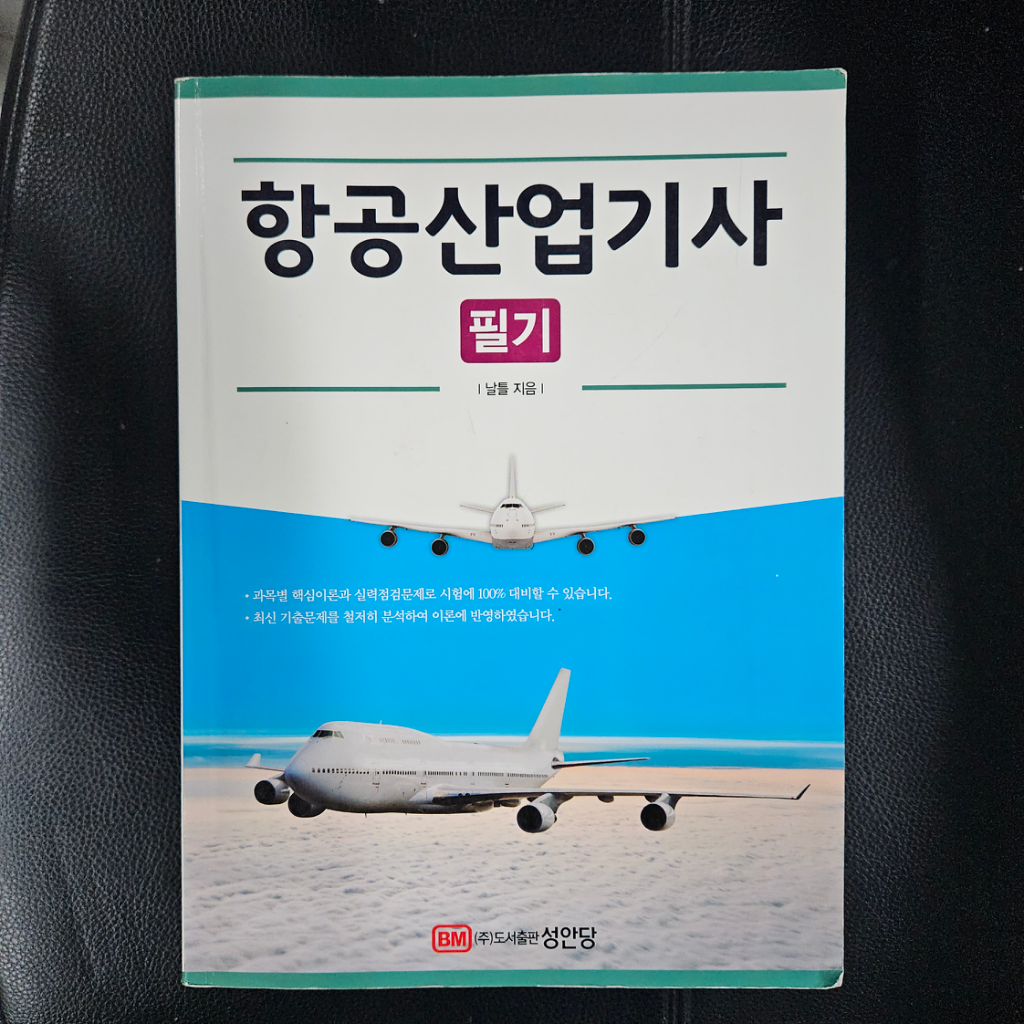 항공산업기사
필기
| 날틀 지음 |
• 과목별 핵심이론과 실력점검문제로 시험에 100% 대비할 수 있습니다.
• 최신 기출문제를 철저히 분석하여 이론에 반영하였습니다.
BM (주)도서출판 성안당